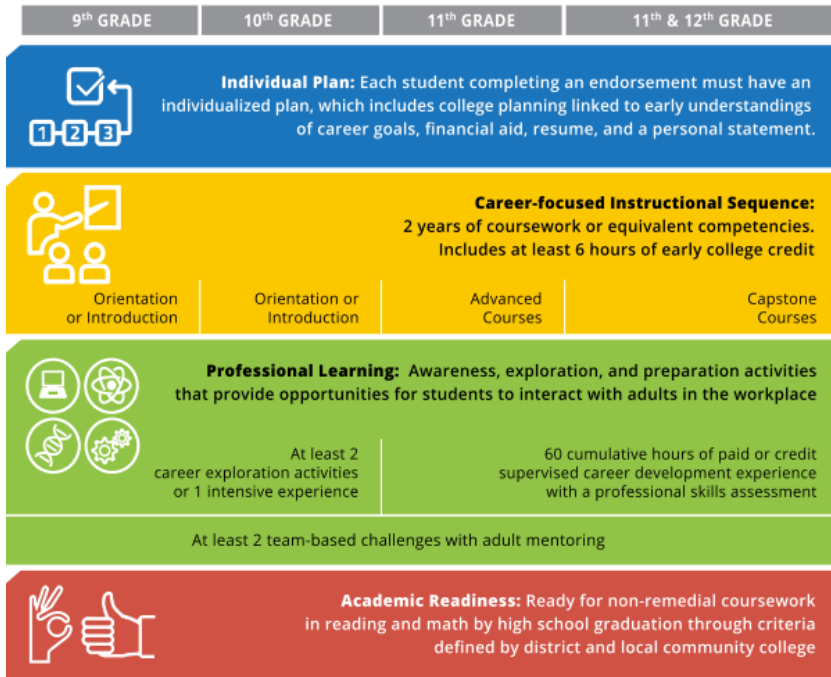 9th GRADE
10th GRADE
11th GRADE
11th & 12th GRADE
1 2 3
Individual Plan: Each student completing an endorsement must have an
individualized plan, which includes college planning linked to early understandings
of career goals, financial aid, resume, and a personal statement.
Career-focused Instructional Sequence:
2 years of coursework or equivalent competencies.
Includes at least 6 hours of early college credit
Orientation
or Introduction
Orientation or
Introduction
Advanced
Courses
Capstone
Courses
Professional Learning: Awareness, exploration, and preparation activities
that provide opportunities for students to interact with adults in the workplace
At least 2
career exploration activities
or 1 intensive experience
60 cumulative hours of paid or credit
supervised career development experience
with a professional skills assessment
At least 2 team-based challenges with adult mentoring
Academic Readiness: Ready for non-remedial coursework
in reading and math by high school graduation through criteria
defined by district and local community college